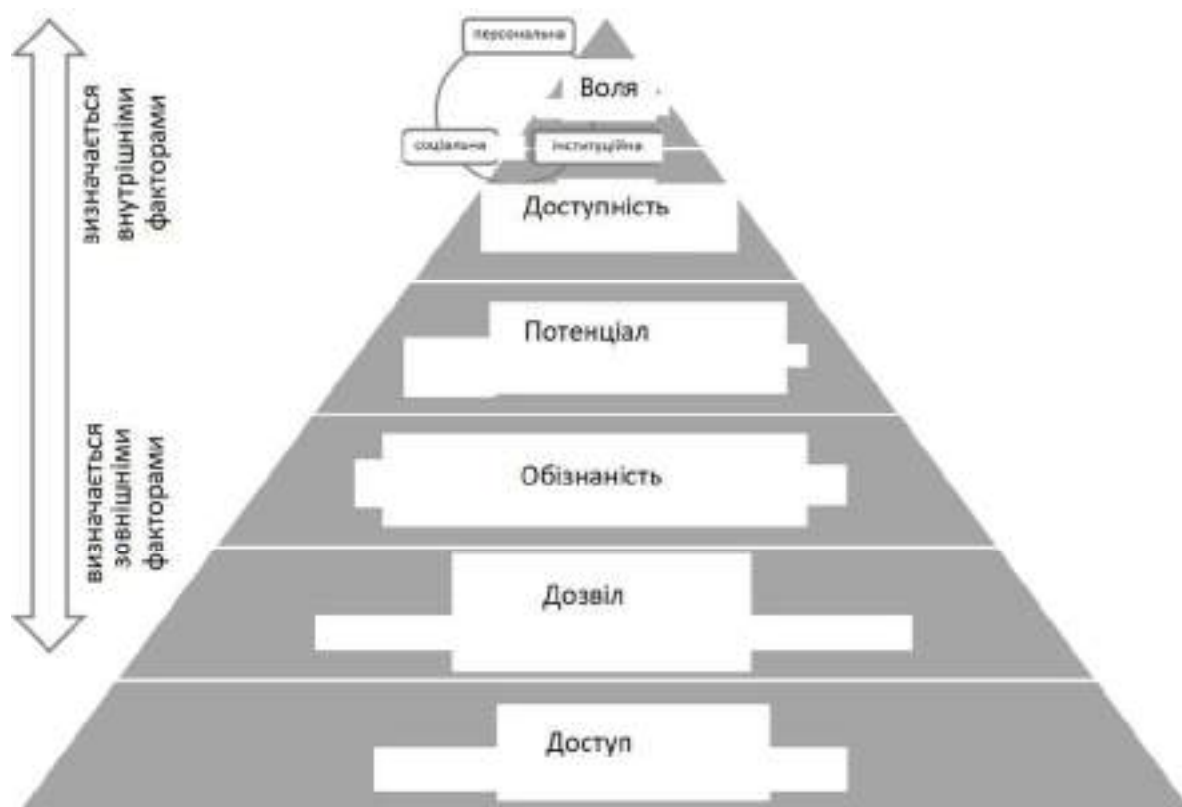 персональна
Воля
соціальна
інституційна
Доступність
Потенціал
Обізнаність
Дозвіл
Доступ
визначається
внутрішніми
факторами
визначається
зовнішніми
факторами